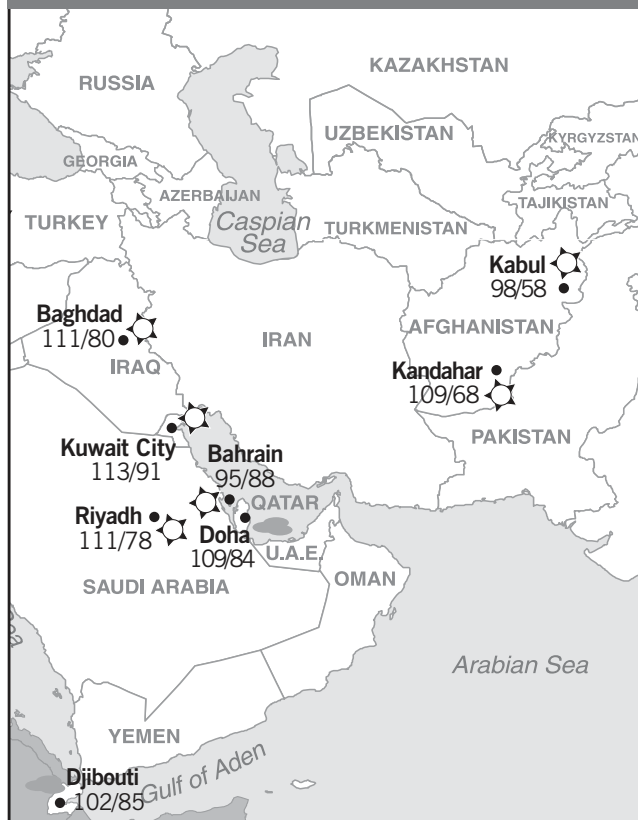 KAZAKHSTAN
RUSSIA
UZBEKISTAN
KYRGYZSTAN
GEORGIA
AZERBAIJAN
TAJIKISTAN
TURKEY
Caspian
Sea
TURKMENISTAN
Kabul
98/58
Baghdad
111/80
IRAQ
IRAN
AFGHANISTAN
Kandahar
109/68
PAKISTAN
Kuwait City
113/91
Bahrain
95/88
QATAR
Riyadh
111/78
Doha
109/84
U.A.E.
OMAN
SAUDI ARABIA
Arabian Sea
YEMEN
Gulf of Aden
Djibouti
102/85